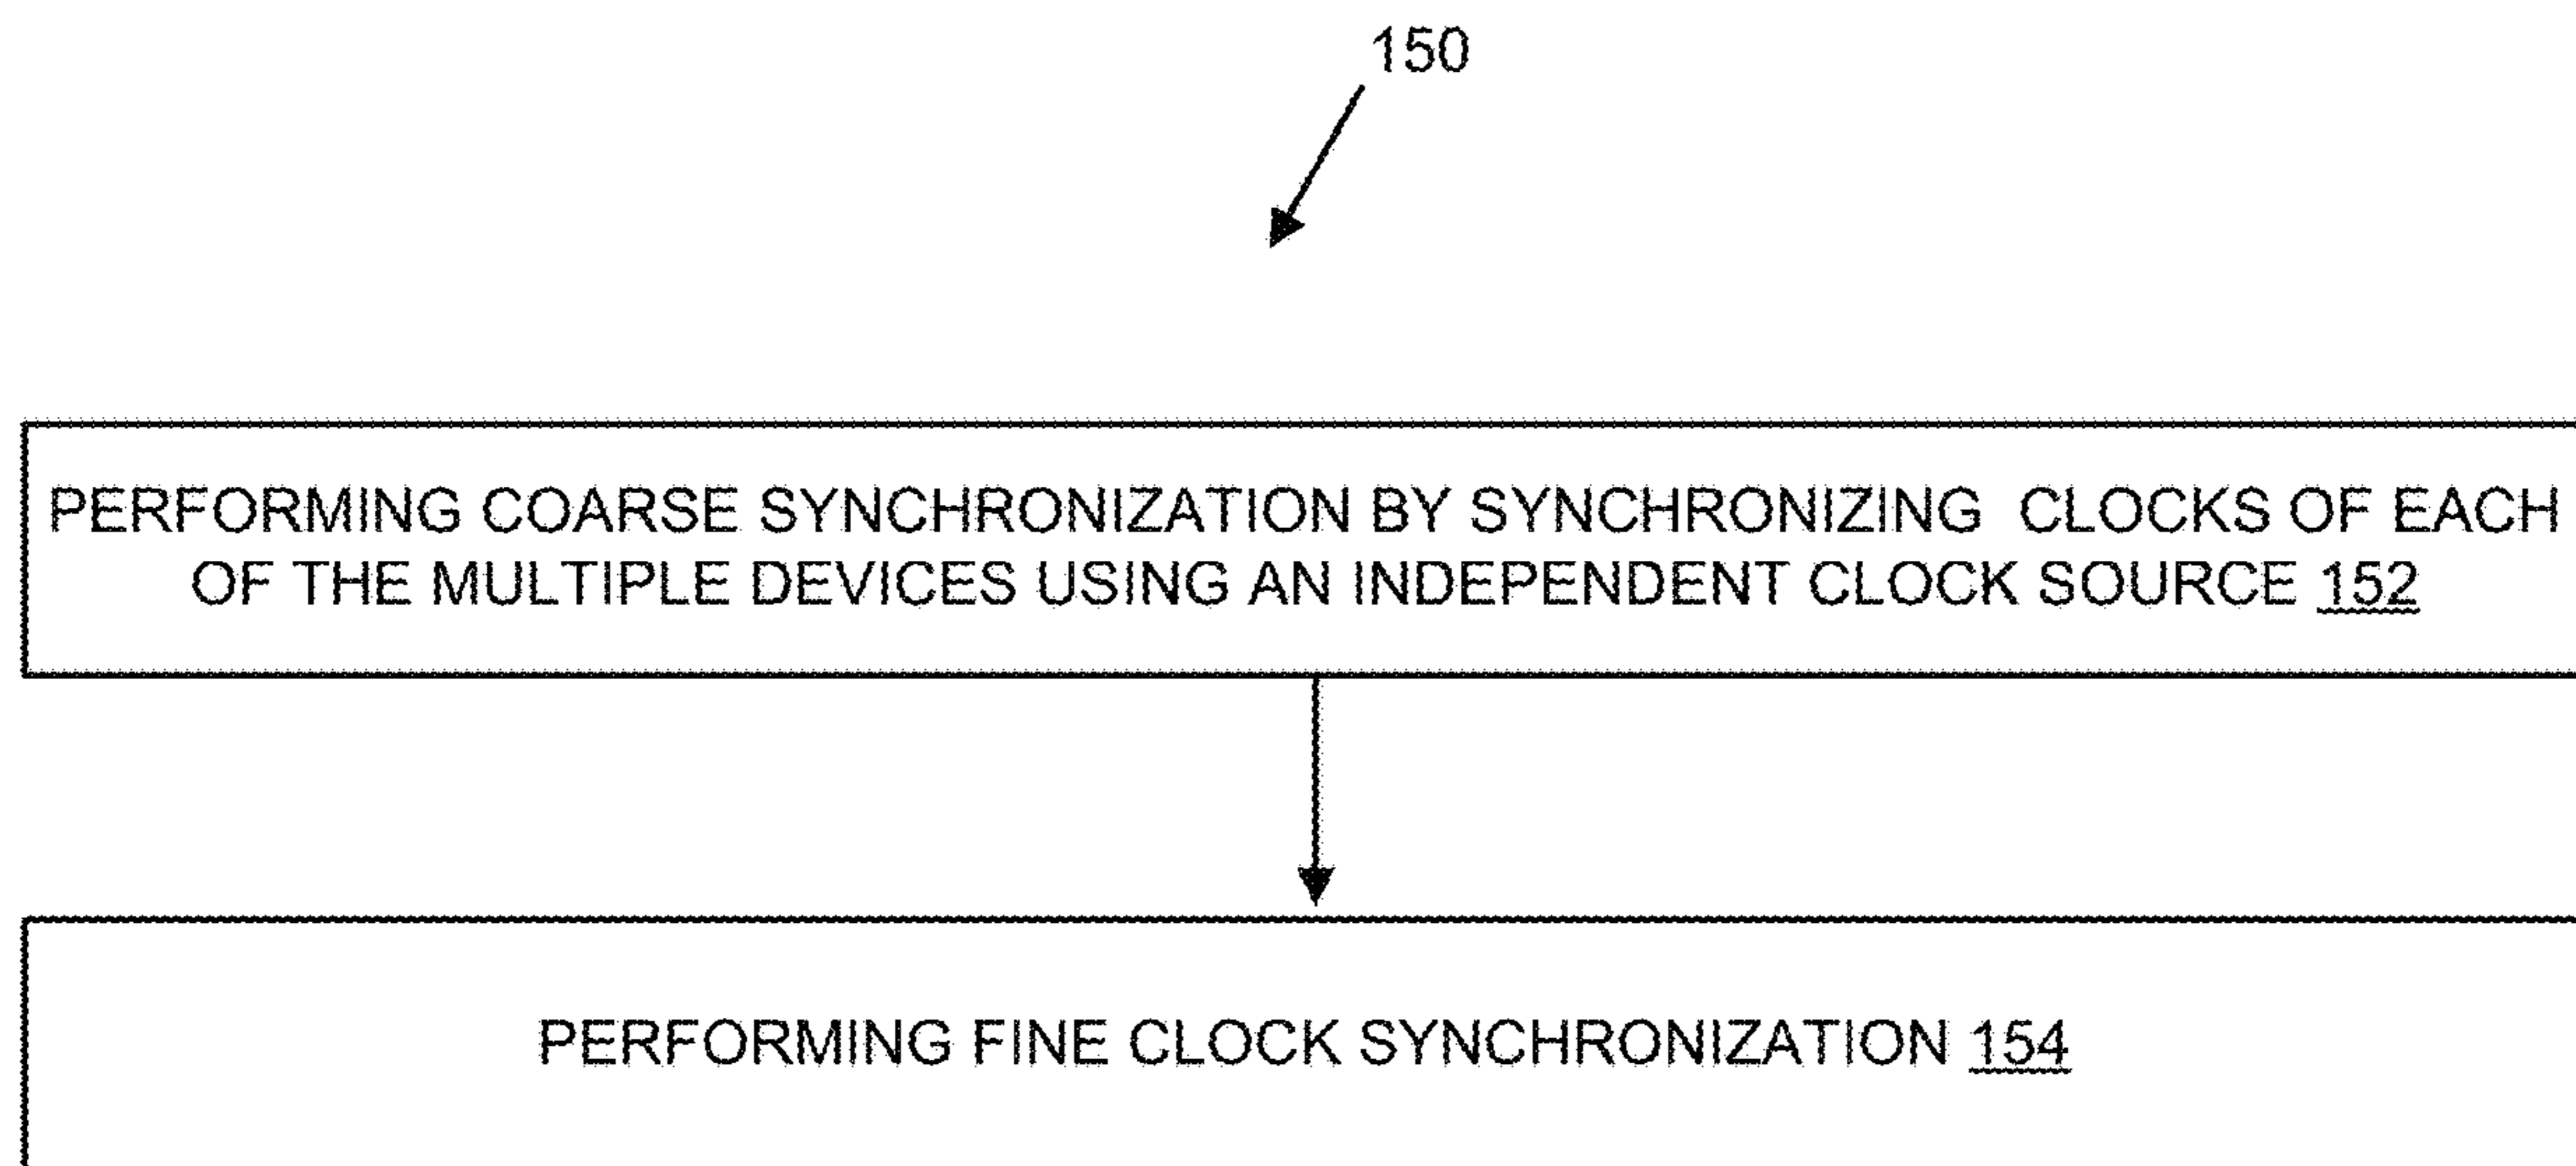 150
PERFORMING COARSE SYNCHRONIZATION BY SYNCHRONIZING CLOCKS OF EACH
OF THE MULTIPLE DEVICES USING AN INDEPENDENT CLOCK SOURCE 152
PERFORMING FINE CLOCK SYNCHRONIZATION 154